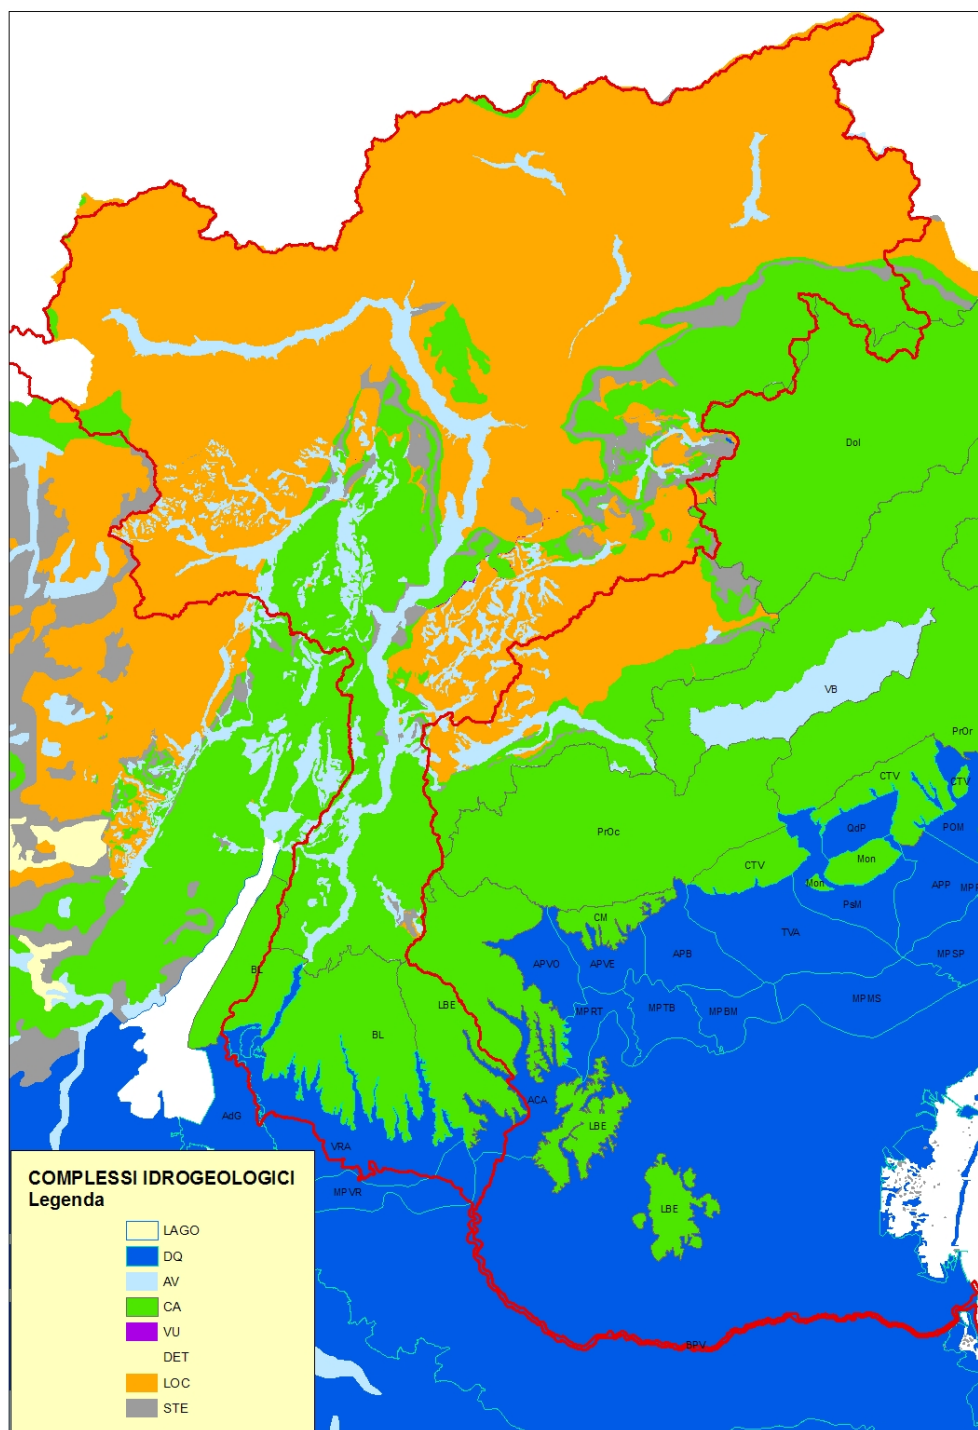 Dol
VB
PrOr
CTV
CTV
QdP
POM
PrOc
CTV
Mon
Mon
APP
MPP
PsM
CM
TVA
APVO
APVE
APB
MPSP
BL
LBE
MPRT
MPTB
MPBM
MPMS
BL
ACA
AdG
LBE
VRA
MPVR
LBE
BPV
COMPLESSI IDROGEOLOGICI
Legenda
LAGO
DQ
AV
CA
VU
DET
LOC
STE